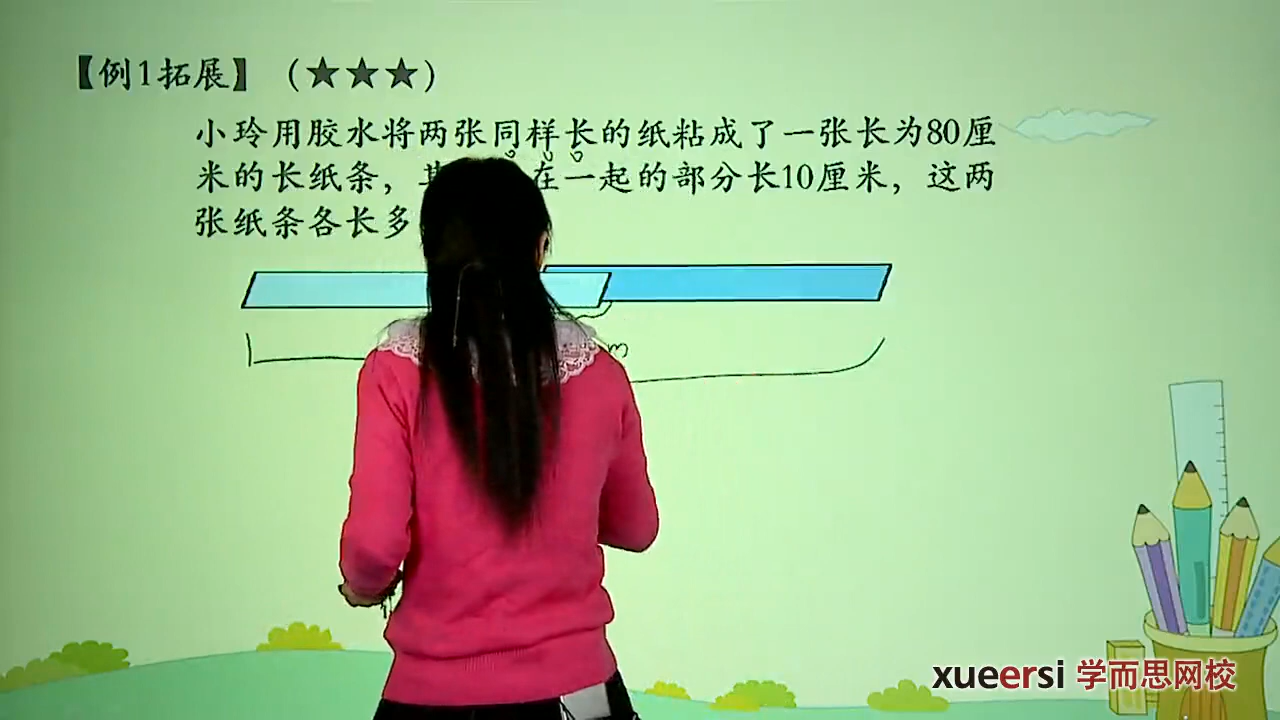 【例1拓展】（★★★）
小玲用胶水将两张同样长的纸粘成了一张长为80厘
米的长纸条，在一起的部分长10厘米，这两
张纸条各长多
m
xueersi 学而思网校